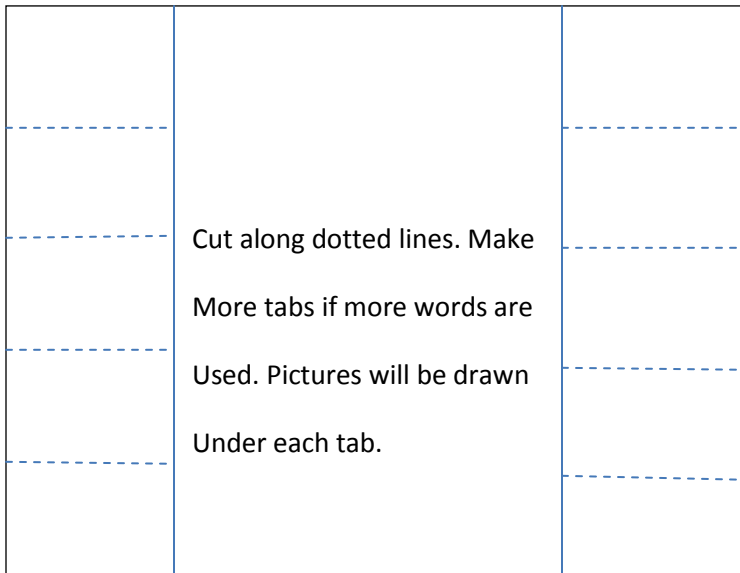 Cut along dotted lines. Make
More tabs if more words are
Used. Pictures will be drawn
Under each tab.